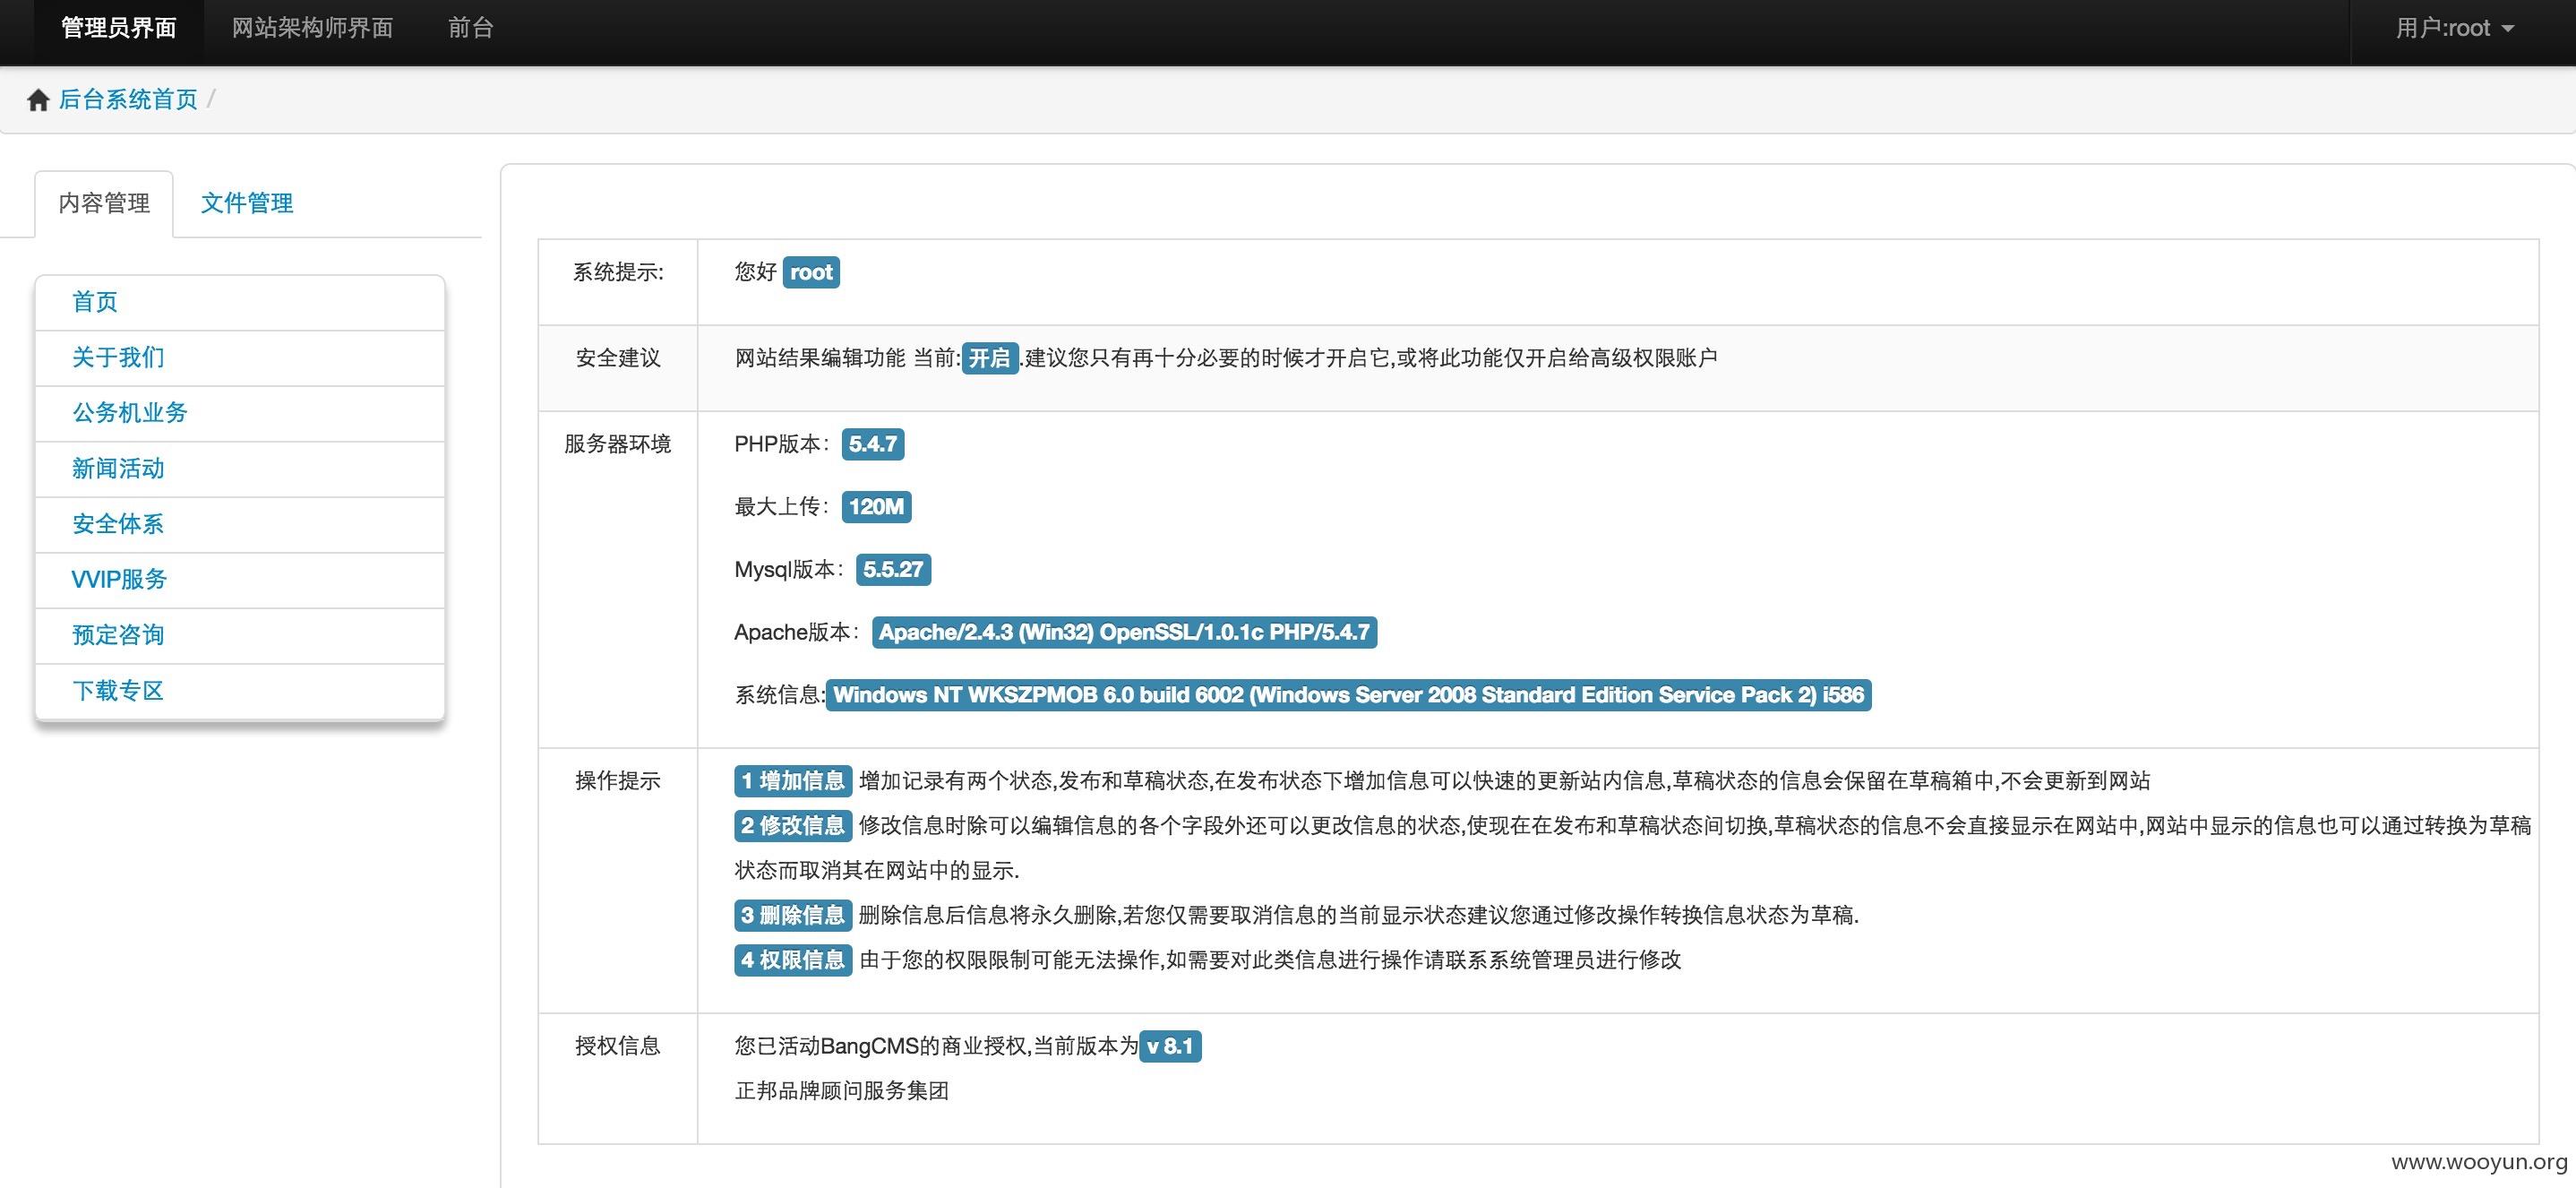 管理员界面 网站架构师界面 前台 用户:root
后台系统首页 /
内容管理 文件管理
首页
关于我们
公务机业务
新闻活动
安全体系
VVIP服务
预定咨询
下载专区
系统提示: 您好 root
安全建议 网站结果编辑功能 当前:开启.建议您只有再十分必要的时候才开启它,或将此功能仅开启给高级权限账户
服务器环境 PHP版本：5.4.7
最大上传：120M
Mysql版本：5.5.27
Apache版本：Apache/2.4.3 (Win32) OpenSSL/1.0.1c PHP/5.4.7
系统信息:Windows NT WKSZPMOB 6.0 build 6002 (Windows Server 2008 Standard Edition Service Pack 2) i586
操作提示 1 增加信息 增加记录有两个状态,发布和草稿状态,在发布状态下增加信息可以快速的更新站内信息,草稿状态的信息会保留在草稿箱中,不会更新到网站
2 修改信息 修改信息时除可以编辑信息的各个字段外还可以更改信息的状态,使现在在发布和草稿状态间切换,草稿状态的信息不会直接显示在网站中,网站中显示的信息也可以通过转换为草稿
状态而取消其在网站中的显示.
3 删除信息 删除信息后信息将永久删除,若您仅需要取消信息的当前显示状态建议您通过修改操作转换信息状态为草稿.
4 权限信息 由于您的权限限制可能无法操作,如需要对此类信息进行操作请联系系统管理员进行修改
授权信息 您已活动BangCMS的商业授权,当前版本为v 8.1
正邦品牌顾问服务集团
www.wooyun.org